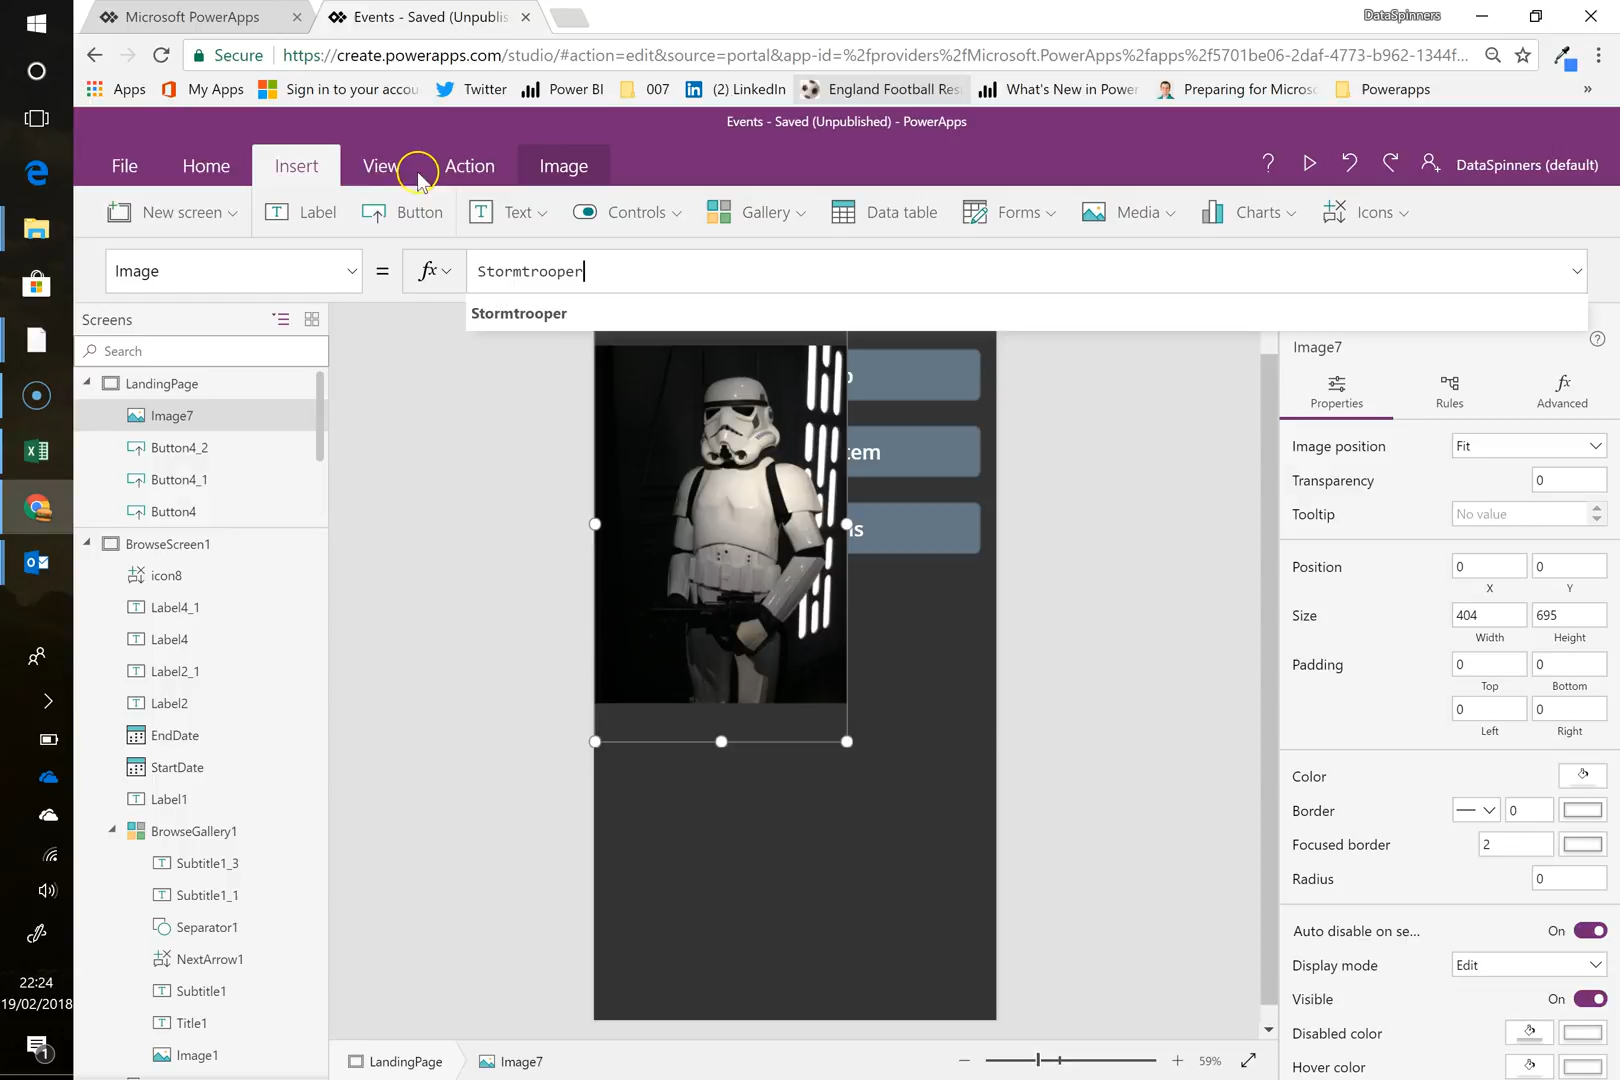 Microsoft PowerApps
Events - Saved (Unpublis
DataSpinners
Secure
https://create.powerapps.com/studio/#action=edit&source=portal&app-id=%2fproviders%2fMicrosoft.PowerApps%2fapps%2f5701be06-2daf-4773-b962-1344f...
Apps
My Apps
Sign in to your accou
Twitter
Power BI
007
(2) LinkedIn
England Football Res
What's New in Power
Preparing for Micros
Powerapps
»
Events - Saved (Unpublished) - PowerApps
File
Home
Insert
View
Action
Image
?
DataSpinners (default)
New screen
Label
Button
Text
Controls
Gallery
Data table
Forms
Media
Charts
Icons
Image
=
fx
Stormtrooper
Stormtrooper
Screens
Search
LandingPage
Image7
Button4_2
Button4_1
Button4
BrowseScreen1
icon8
Label4_1
Label4
Label2_1
Label2
EndDate
StartDate
Label1
BrowseGallery1
Subtitle1_3
Subtitle1_1
Separator1
NextArrow1
Subtitle1
Title1
Image1
tem
ls
LandingPage
Image7
59%
Image7
Properties
Rules
Advanced
Image position
Fit
Transparency
0
Tooltip
No value
Position
0
0
X
Y
Size
404
695
Width
Height
Padding
0
0
Top
Bottom
0
0
Left
Right
Color
Border
0
Focused border
2
Radius
0
Auto disable on se...
On
Display mode
Edit
Visible
On
Disabled color
Hover color
22:24
19/02/2018
1